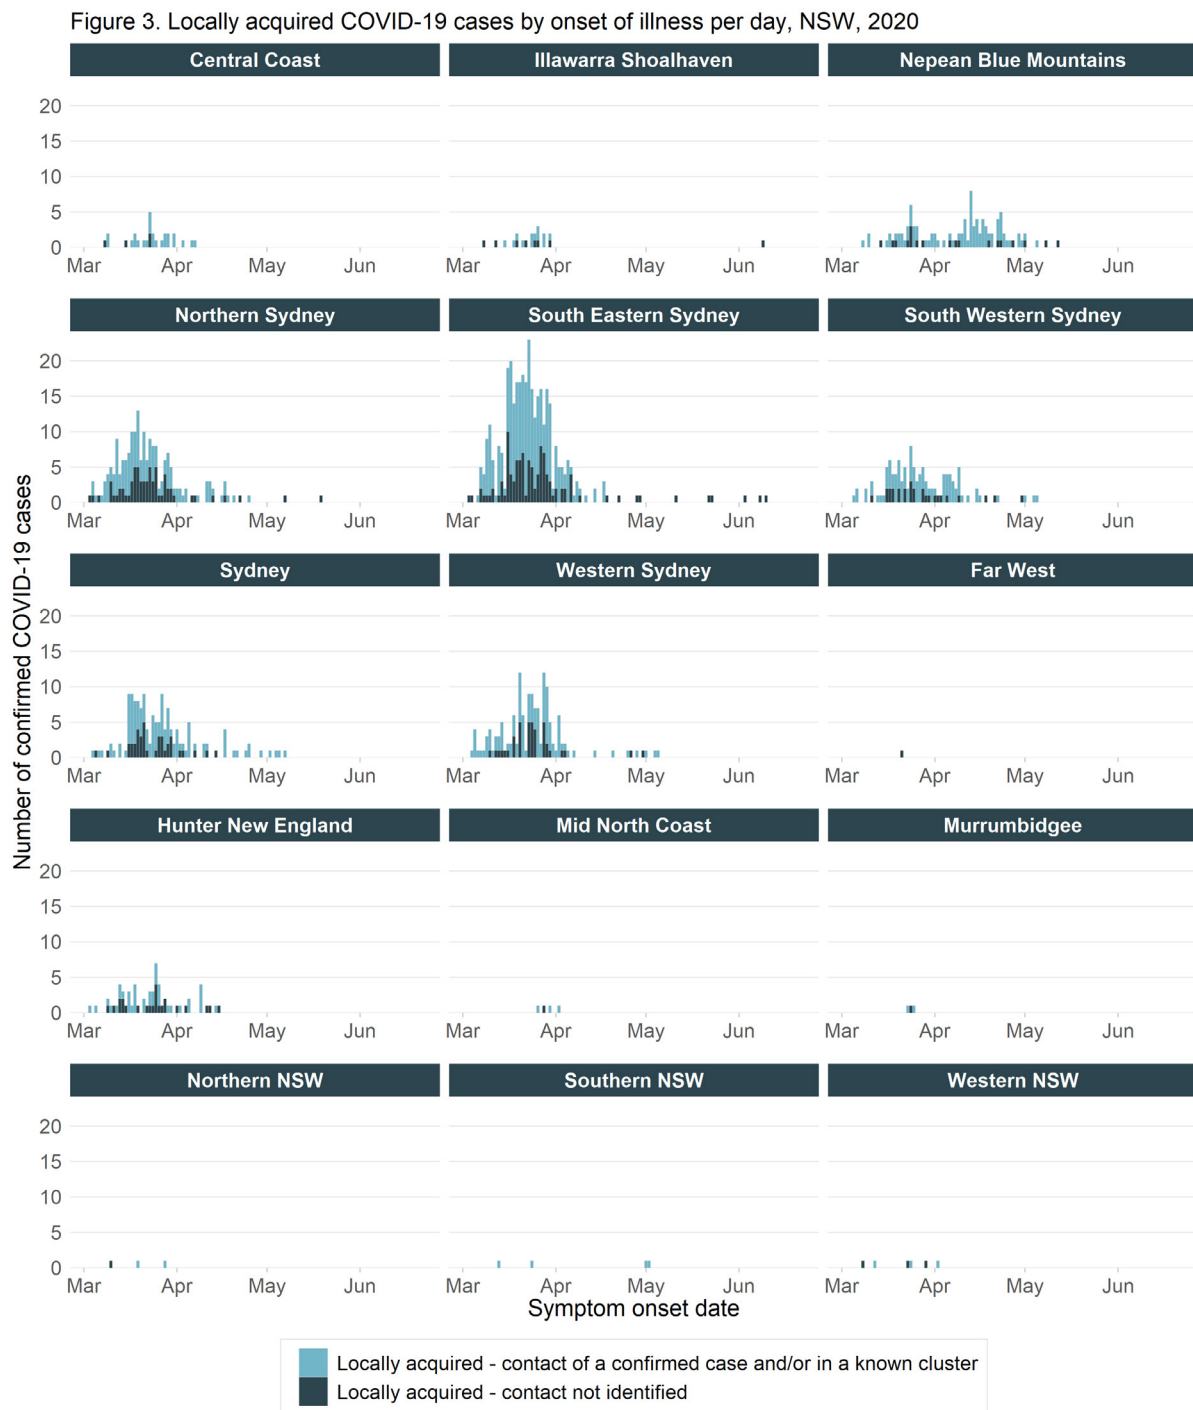 Figure 3. Locally acquired COVID-19 cases by onset of illness per day, NSW, 2020
Central Coast
Illawarra Shoalhaven
Nepean Blue Mountains
20
15
10
5
0
Mar Apr May Jun
Mar Apr May Jun
Mar Apr May Jun
Northern Sydney
South Eastern Sydney
South Western Sydney
20
15
10
5
0
Mar Apr May Jun
Mar Apr May Jun
Mar Apr May Jun
Number of confirmed COVID-19 cases
Sydney
Western Sydney
Far West
20
15
10
5
0
Mar Apr May Jun
Mar Apr May Jun
Mar Apr May Jun
Hunter New England
Mid North Coast
Murrumbidgee
20
15
10
5
0
Mar Apr May Jun
Mar Apr May Jun
Mar Apr May Jun
Northern NSW
Southern NSW
Western NSW
20
15
10
5
0
Mar Apr May Jun
Mar Apr May Jun
Mar Apr May Jun
Symptom onset date
Locally acquired - contact of a confirmed case and/or in a known cluster
Locally acquired - contact not identified